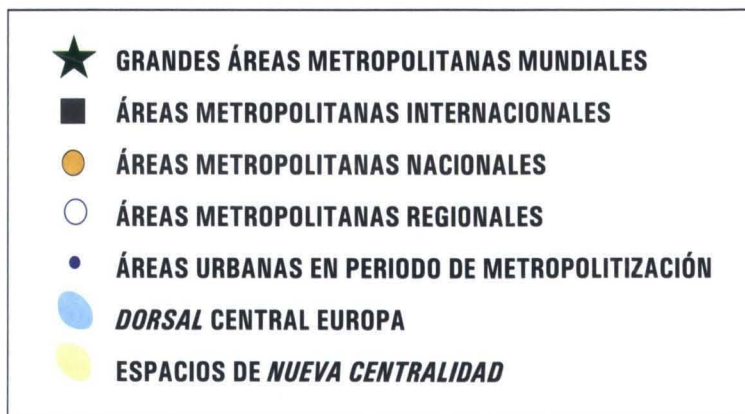 GRANDES ÁREAS METROPOLITANAS MUNDIALES
ÁREAS METROPOLITANAS INTERNACIONALES
ÁREAS METROPOLITANAS NACIONALES
ÁREAS METROPOLITANAS REGIONALES
ÁREAS URBANAS EN PERIODO DE METROPOLITIZACIÓN
DORSAL CENTRAL EUROPA
ESPACIOS DE NUEVA CENTRALIDAD